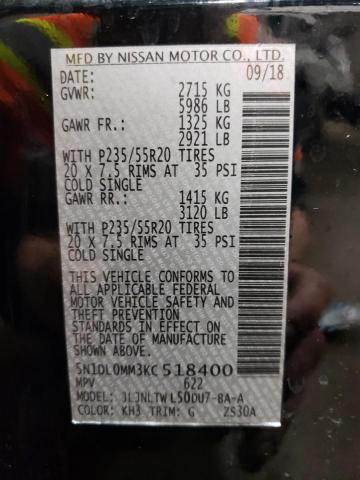 MFD BY NISSAN MOTOR CO., LTD.
DATE: 09/18
GVWR: 2715 KG
5986 LB
GAWR FR.: 1325 KG
2921 LB
WITH P235/55R20 TIRES
20 X 7.5 RIMS AT 35 PSI
COLD SINGLE
GAWR RR.: 1415 KG
3120 LB
WITH P235/55R20 TIRES
20 X 7.5 RIMS AT 35 PSI
COLD SINGLE
THIS VEHICLE CONFORMS TO
ALL APPLICABLE FEDERAL
MOTOR VEHICLE SAFETY AND
THEFT PREVENTION
STANDARDS IN EFFECT ON
THE DATE OF MANUFACTURE
SHOWN ABOVE.
5N1DL0MM3KC518400
MPV 622
MODEL: JLJNLTWL50DU7-BA-A
COLOR: KH3 TRIM: G ZS30A